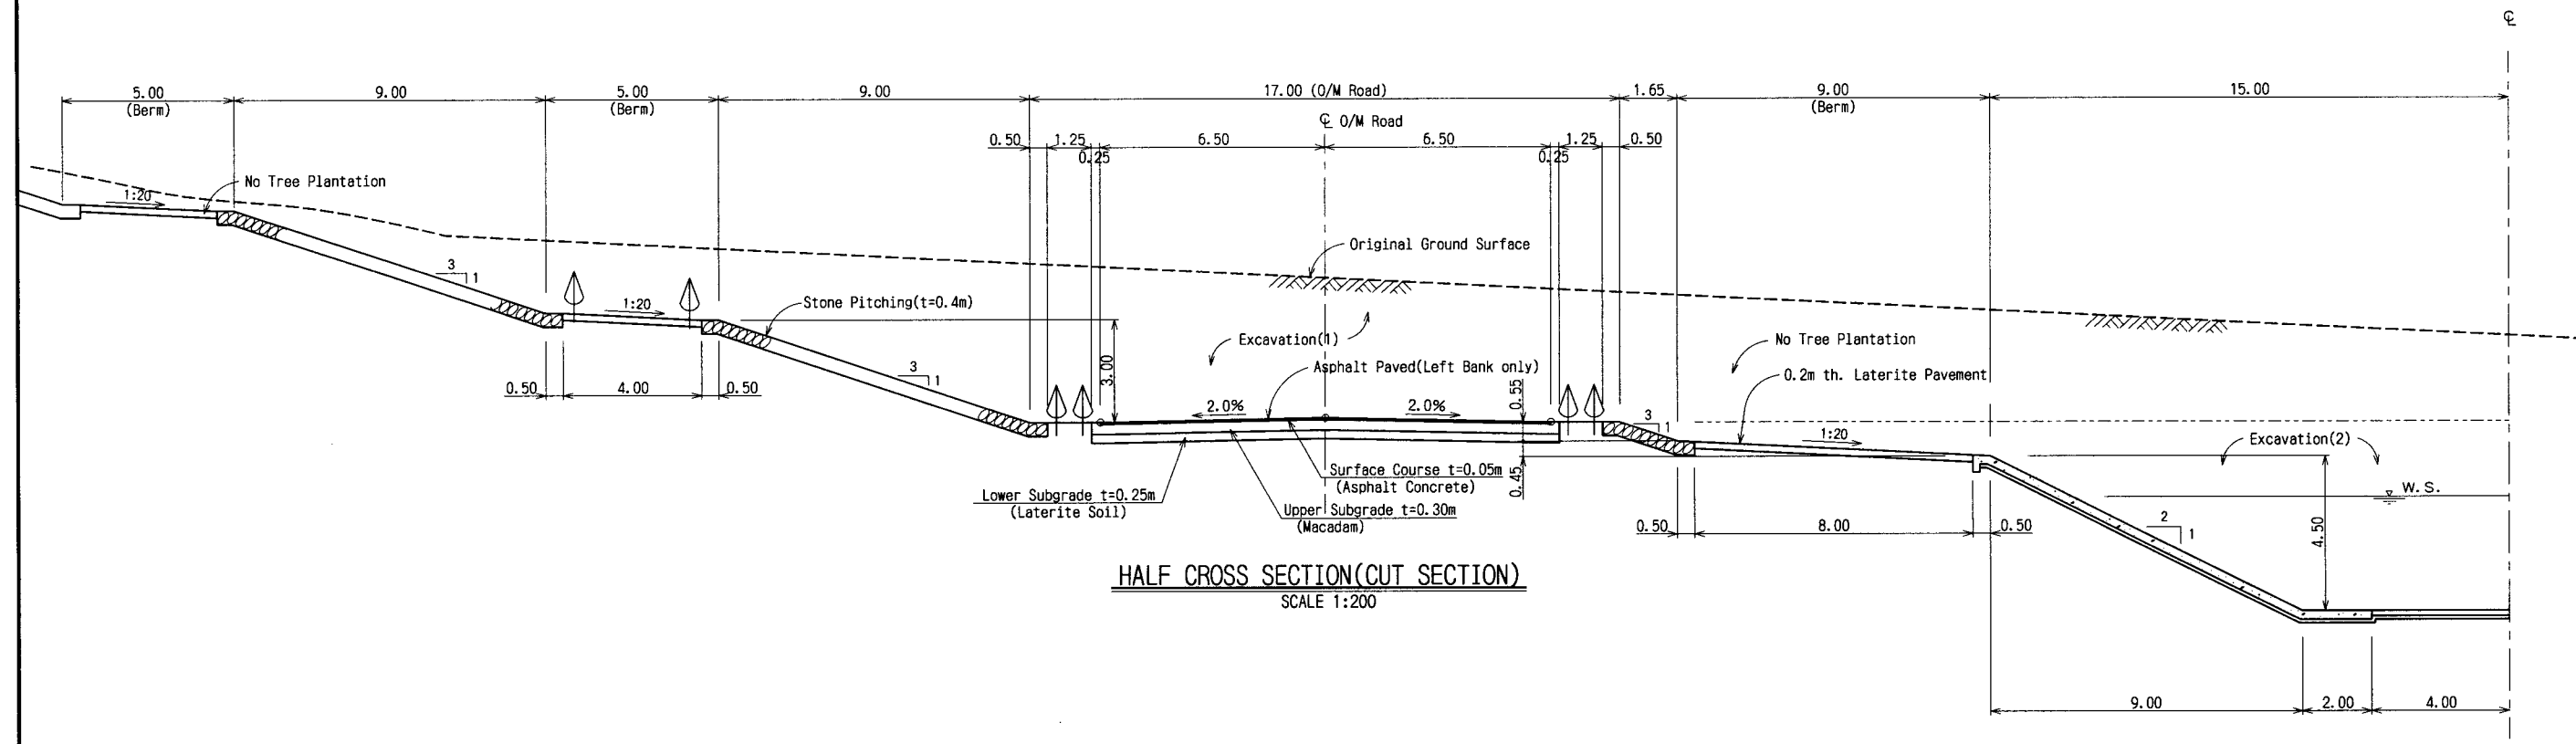 ℄
5.00
(Berm)
9.00
5.00
(Berm)
9.00
17.00 (O/M Road)
1.65
9.00
(Berm)
15.00
℄ O/M Road
0.50
1.25
0.25
6.50
6.50
0.25
1.25
0.50
No Tree Plantation
1:20
3
1
Original Ground Surface
1:20
Stone Pitching(t=0.4m)
Excavation(1)
No Tree Plantation
3.00
Asphalt Paved(Left Bank only)
0.2m th. Laterite Pavement
3
1
0.50
4.00
0.50
2.0%
2.0%
0.55
3
1
1:20
Excavation(2)
0.45
Surface Course t=0.05m
(Asphalt Concrete)
Lower Subgrade t=0.25m
(Laterite Soil)
Upper Subgrade t=0.30m
(Macadam)
W.S.
0.50
8.00
0.50
2
1
4.50
HALF CROSS SECTION(CUT SECTION)
SCALE 1:200
9.00
2.00
4.00